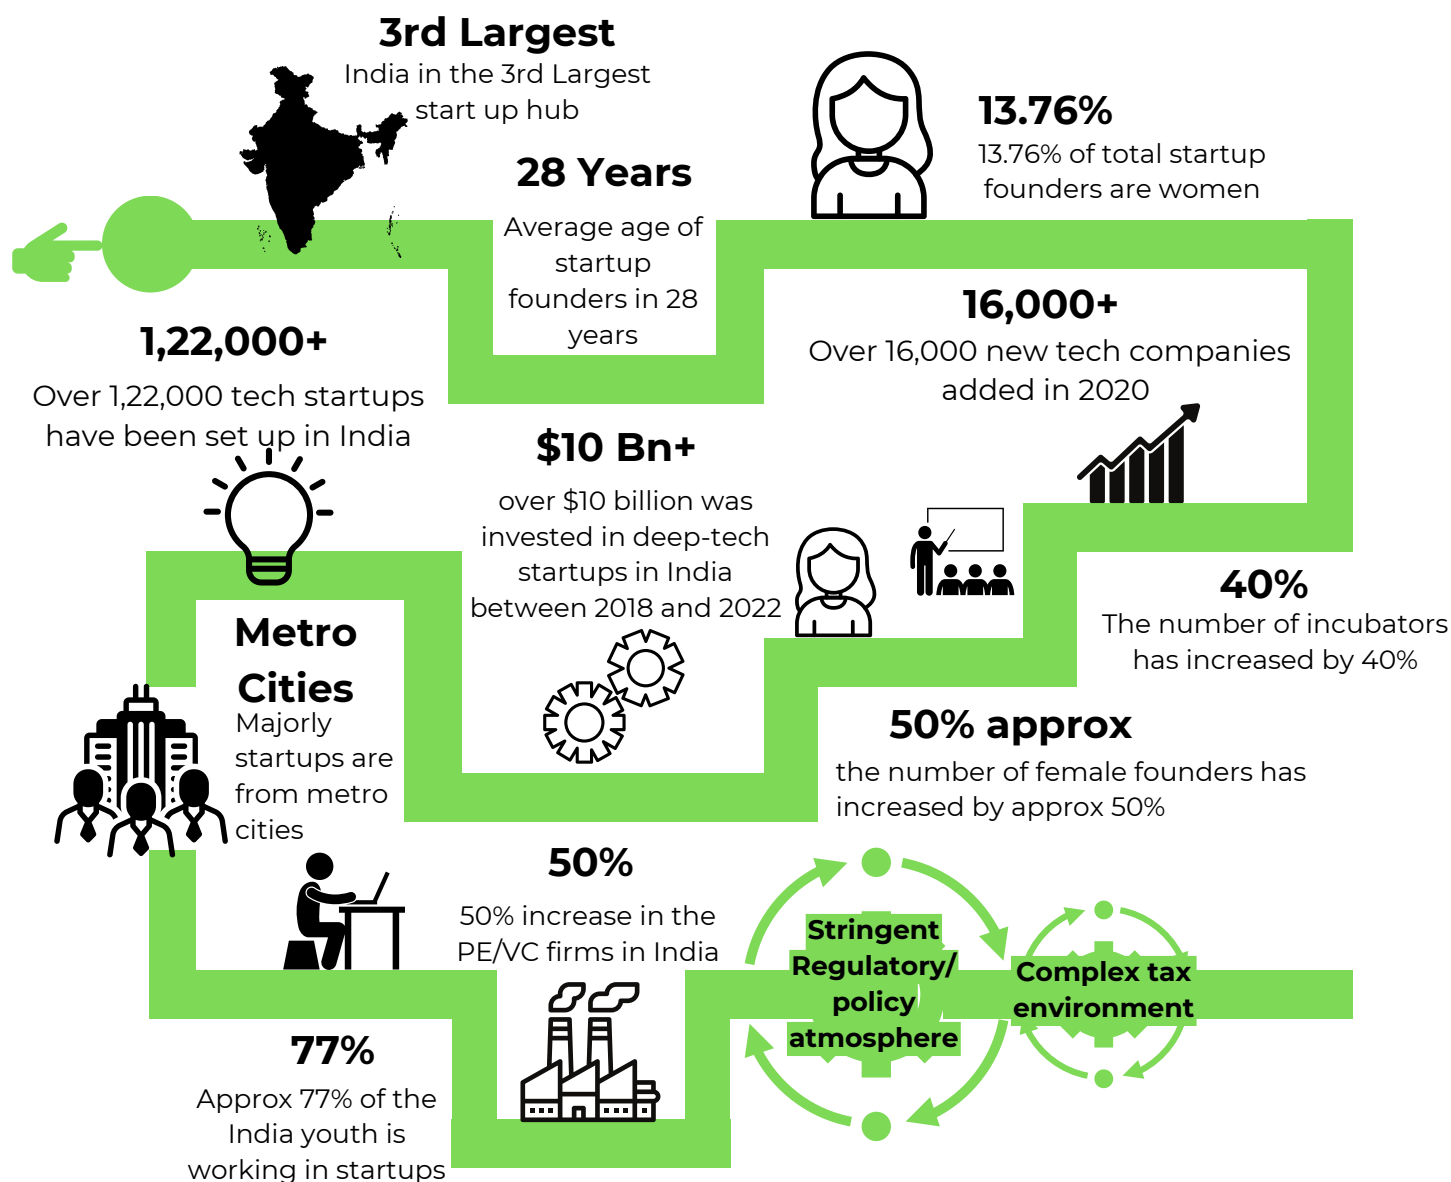 3rd Largest
India in the 3rd Largest
start up hub
28 Years
Average age of
startup
founders in 28
years
13.76%
13.76% of total startup
founders are women
16,000+
Over 16,000 new tech companies
added in 2020
1,22,000+
Over 1,22,000 tech startups
have been set up in India
$10 Bn+
over $10 billion was
invested in deep-tech
startups in India
between 2018 and 2022
40%
The number of incubators
has increased by 40%
Metro
Cities
Majorly
startups are
from metro
cities
50% approx
the number of female founders has
increased by approx 50%
50%
50% increase in the
PE/VC firms in India
Stringent
Regulatory/
policy
atmosphere
Complex tax
environment
77%
Approx 77% of the
India youth is
working in startups